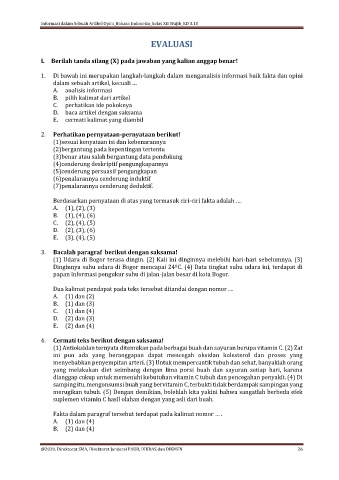 Informasi dalam Sebuah Artikel Opini_Bahasa Indonesia_Kelas XII Wajib_KD 3.10
EVALUASI
I. Berilah tanda silang (X) pada jawaban yang kalian anggap benar!
1. Di bawah ini merupakan langkah-langkah dalam menganalisis informasi baik fakta dan opini
dalam sebuah artikel, kecuali ....
A. analisis informasi
B. pilih kalimat dari artikel
C. perhatikan ide pokoknya
D. baca artikel dengan saksama
E. cermati kalimat yang diambil
2. Perhatikan pernyataan-pernyataan berikut!
(1)sesuai kenyataan isi dan kebenarannya
(2)bergantung pada kepentingan tertentu
(3)benar atau salah bergantung data pendukung
(4)cenderung deskriptif pengungkapannya
(5)cenderung persuasif pengungkapan
(6)penalarannya cenderung induktif
(7)penalarannya cenderung deduktif.
Berdasarkan pernyataan di atas yang termasuk ciri-ciri fakta adalah ....
A. (1), (2), (3)
B. (1), (4), (6)
C. (2), (4), (5)
D. (2), (3), (6)
E. (3), (4), (5)
3. Bacalah paragraf berikut dengan saksama!
(1) Udara di Bogor terasa dingin. (2) Kali ini dinginnya melebihi hari-hari sebelumnya. (3)
Dinginnya suhu udara di Bogor mencapai 24⁰C. (4) Data tingkat suhu udara ini, terdapat di
papan informasi pengukur suhu di jalan-jalan besar di kota Bogor.
Dua kalimat pendapat pada teks tersebut ditandai dengan nomor ....
A. (1) dan (2)
B. (1) dan (3)
C. (1) dan (4)
D. (2) dan (3)
E. (2) dan (4)
4. Cermati teks berikut dengan saksama!
(1) Antioksidan ternyata ditemukan pada berbagai buah dan sayuran berupa vitamin C. (2) Zat
ini pun ada yang beranggapan dapat mencegah oksidan kolesterol dan proses yang
menyebabkan penyempitan arteri. (3) Untuk mempercantik tubuh dan sehat, banyaklah orang
yang melakukan diet seimbang dengan lima porsi buah dan sayuran setiap hari, karena
dianggap cukup untuk memenuhi kebutuhan vitamin C tubuh dan pencegahan penyakit. (4) Di
samping itu, mengonsumsi buah yang bervitamin C, terbukti tidak berdampak sampingan yang
merugikan tubuh. (5) Dengan demikian, bolehlah kita yakini bahwa sangatlah berbeda efek
suplemen vitamin C hasil olahan dengan yang asli dari buah.
Fakta dalam paragraf tersebut terdapat pada kalimat nomor ....
A. (1) dan (4)
B. (2) dan (4)
@2020, Direktorat SMA, Direktorat Jenderal PAUD, DIKDAS dan DIKMEN 26